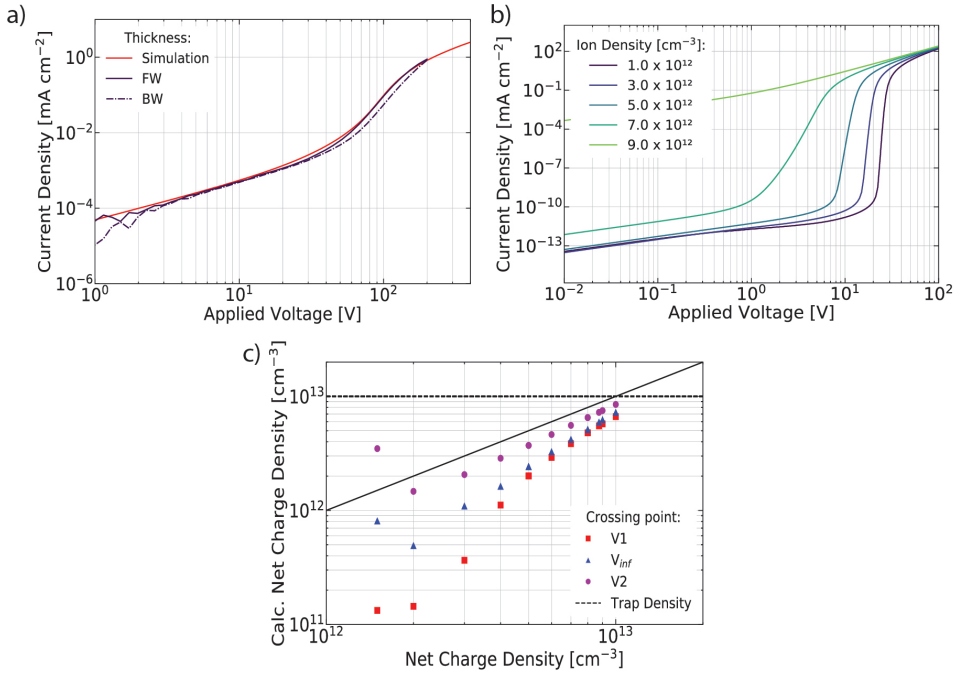 a)
Thickness:
Simulation
FW
BW
Current Density [mA cm⁻²]
10⁰
10⁻²
10⁻⁴
10⁻⁶
10⁰
10¹
10²
Applied Voltage [V]
b)
Ion Density [cm⁻³]:
1.0 x 10¹²
3.0 x 10¹²
5.0 x 10¹²
7.0 x 10¹²
9.0 x 10¹²
Current Density [mA cm⁻²]
10²
10⁻¹
10⁻⁴
10⁻⁷
10⁻¹⁰
10⁻¹³
10⁻²
10⁻¹
10⁰
10¹
10²
Applied Voltage [V]
c)
Calc. Net Charge Density [cm⁻³]
10¹³
10¹²
10¹¹
Crossing point:
V1
V_inf
V2
Trap Density
10¹²
10¹³
Net Charge Density [cm⁻³]